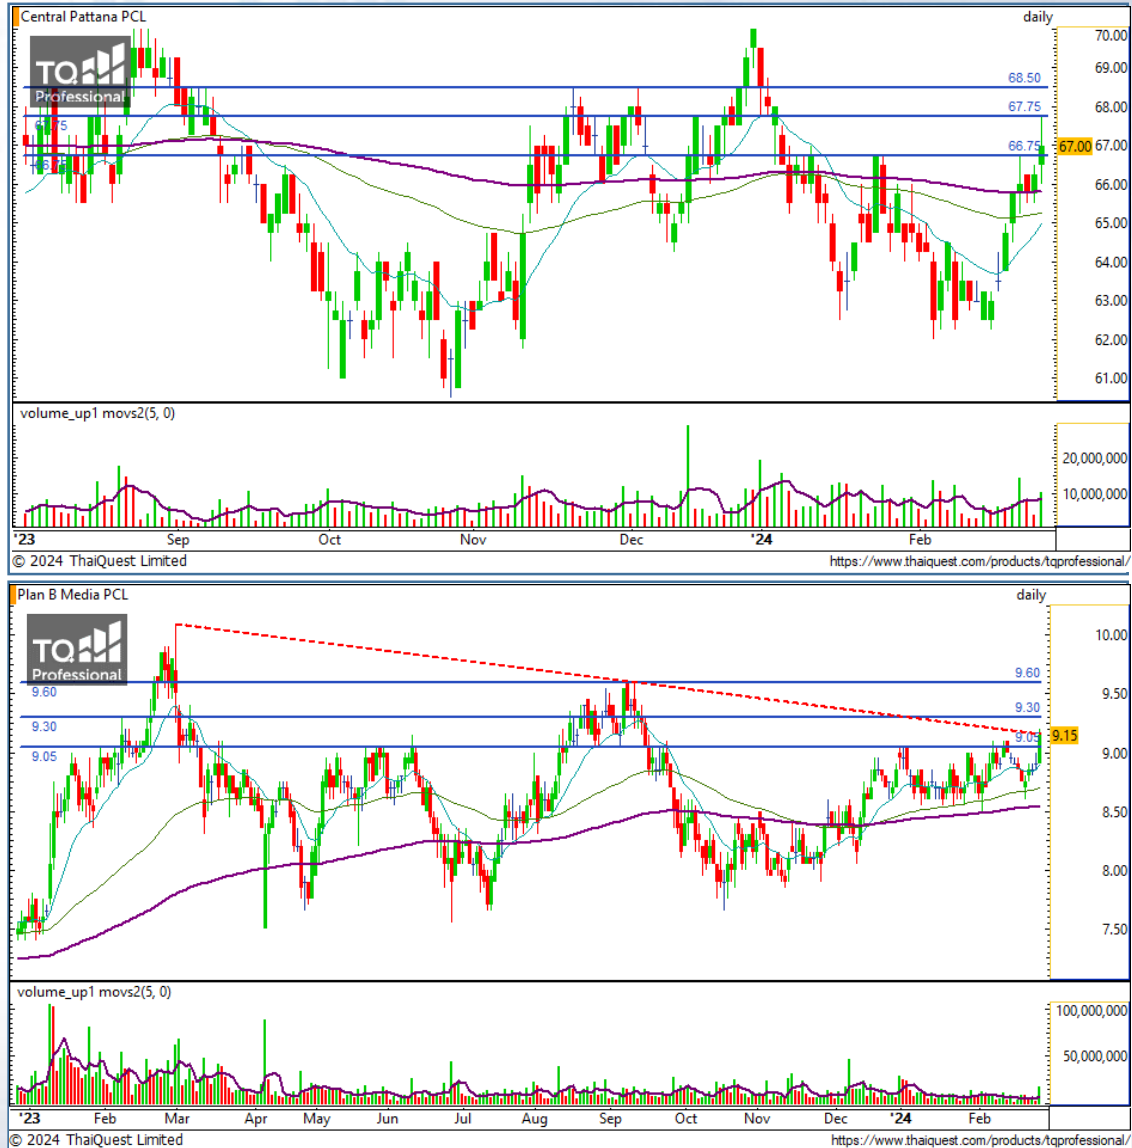 Central Pattana PCL daily
TQ
Professional
70.00
69.00
68.50
68.00
67.75
67.75
67.00
67.00
66.75
66.75
66.00
65.00
64.00
63.00
62.00
61.00
volume_up1 movs2(5, 0)
20,000,000
10,000,000
'23 Sep Oct Nov Dec '24 Feb
© 2024 ThaiQuest Limited https://www.thaiquest.com/products/tqprofessional/
Plan B Media PCL daily
TQ
Professional
10.00
9.60
9.60
9.50
9.30
9.30
9.05
9.15
9.05
9.00
8.50
8.00
7.50
volume_up1 movs2(5, 0)
100,000,000
50,000,000
'23 Feb Mar Apr May Jun Jul Aug Sep Oct Nov Dec '24 Feb
© 2024 ThaiQuest Limited https://www.thaiquest.com/products/tqprofessional/